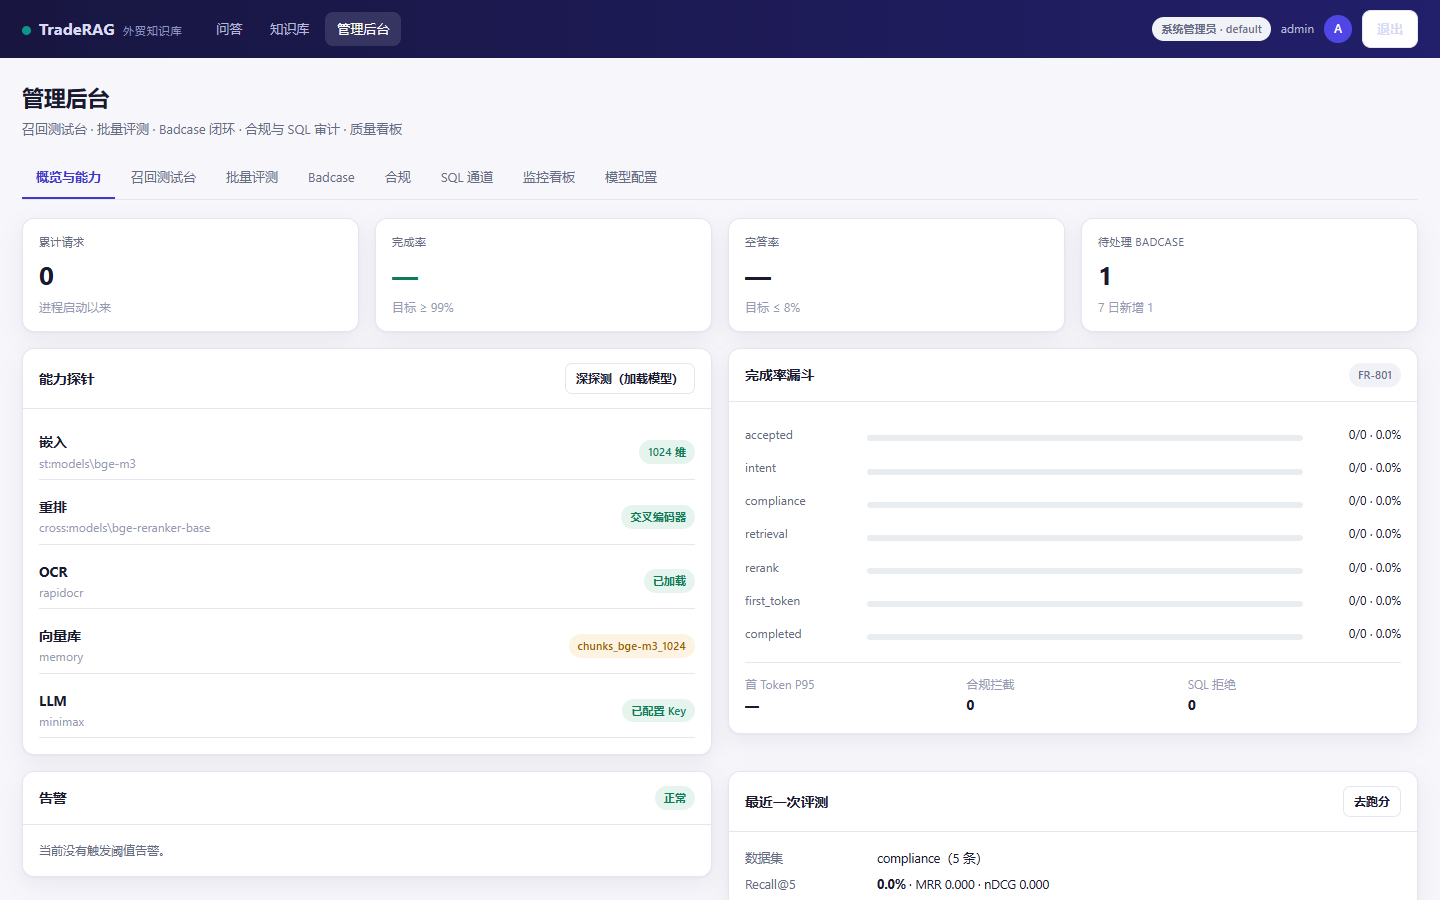 TradeRAG 外贸知识库 问答 知识库 管理后台 系统管理员 · default admin A 退出
管理后台
召回测试台 · 批量评测 · Badcase 闭环 · 合规与 SQL 审计 · 质量看板
概览与能力 召回测试台 批量评测 Badcase 合规 SQL 通道 监控看板 模型配置
累计请求
0
进程启动以来
完成率
—
目标 ≥ 99%
空答率
—
目标 ≤ 8%
待处理 BADCASE
1
7 日新增 1
能力探针 深探测（加载模型）
嵌入
st:models\bge-m3
1024 维
重排
cross:models\bge-reranker-base
交叉编码器
OCR
rapidocr
已加载
向量库
memory
chunks_bge-m3_1024
LLM
minimax
已配置 Key
完成率漏斗 FR-801
accepted 0/0 · 0.0%
intent 0/0 · 0.0%
compliance 0/0 · 0.0%
retrieval 0/0 · 0.0%
rerank 0/0 · 0.0%
first_token 0/0 · 0.0%
completed 0/0 · 0.0%
首 Token P95 合规拦截 SQL 拒绝
— 0 0
告警 正常
当前没有触发阈值告警。
最近一次评测 去跑分
数据集 compliance（5 条）
Recall@5 0.0% · MRR 0.000 · nDCG 0.000